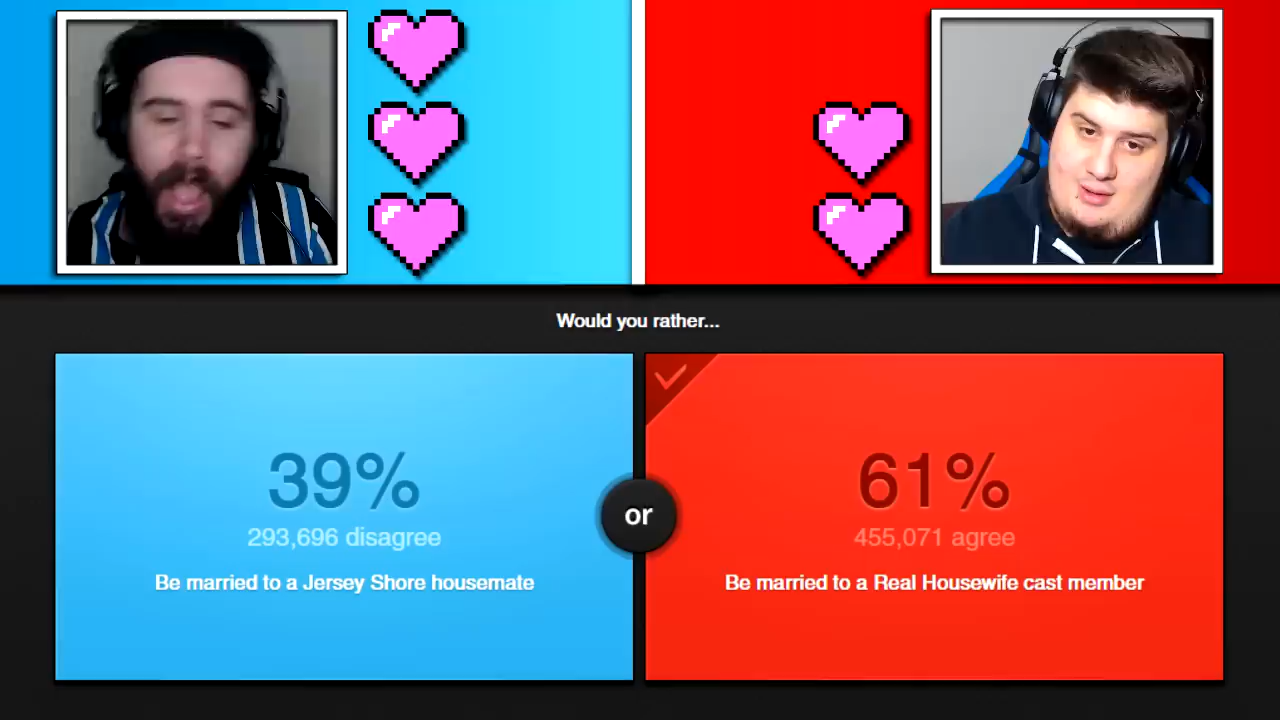 Would you rather...
39%
293,696 disagree
Be married to a Jersey Shore housemate
or
61%
455,071 agree
Be married to a Real Housewife cast member